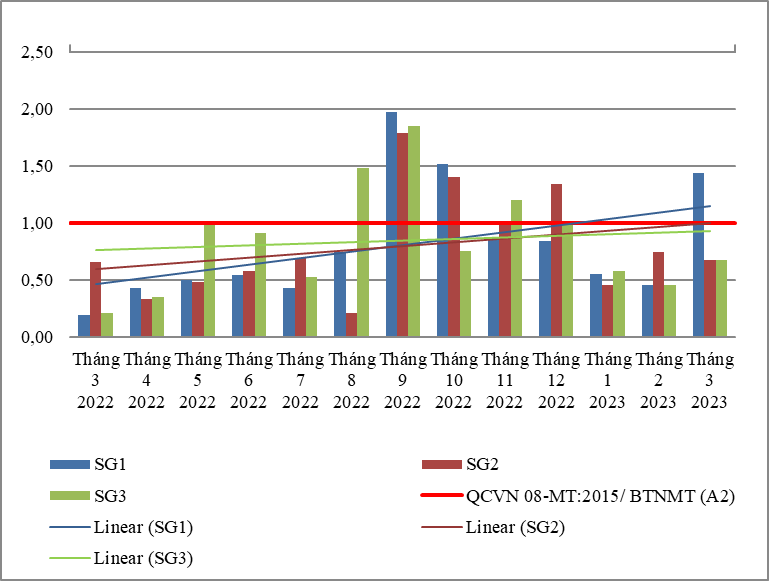 2,50
2,00
1,50
1,00
0,50
0,00
Tháng Tháng Tháng Tháng Tháng Tháng Tháng Tháng Tháng Tháng Tháng Tháng Tháng
3 4 5 6 7 8 9 10 11 12 1 2 3
2022 2022 2022 2022 2022 2022 2022 2022 2022 2022 2023 2023 2023
SG1 SG2
SG3 QCVN 08-MT:2015/ BTNMT (A2)
Linear (SG1) Linear (SG2)
Linear (SG3)